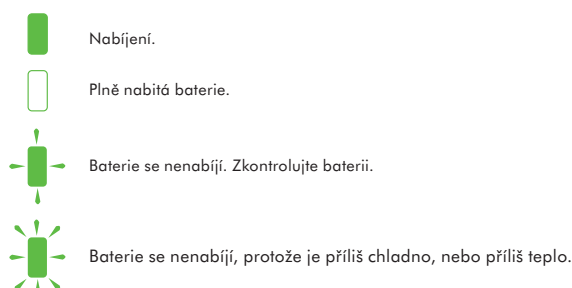 Nabíjení.
Plně nabitá baterie.
Baterie se nenabíjí. Zkontrolujte baterii.
Baterie se nenabíjí, protože je příliš chladno, nebo příliš teplo.